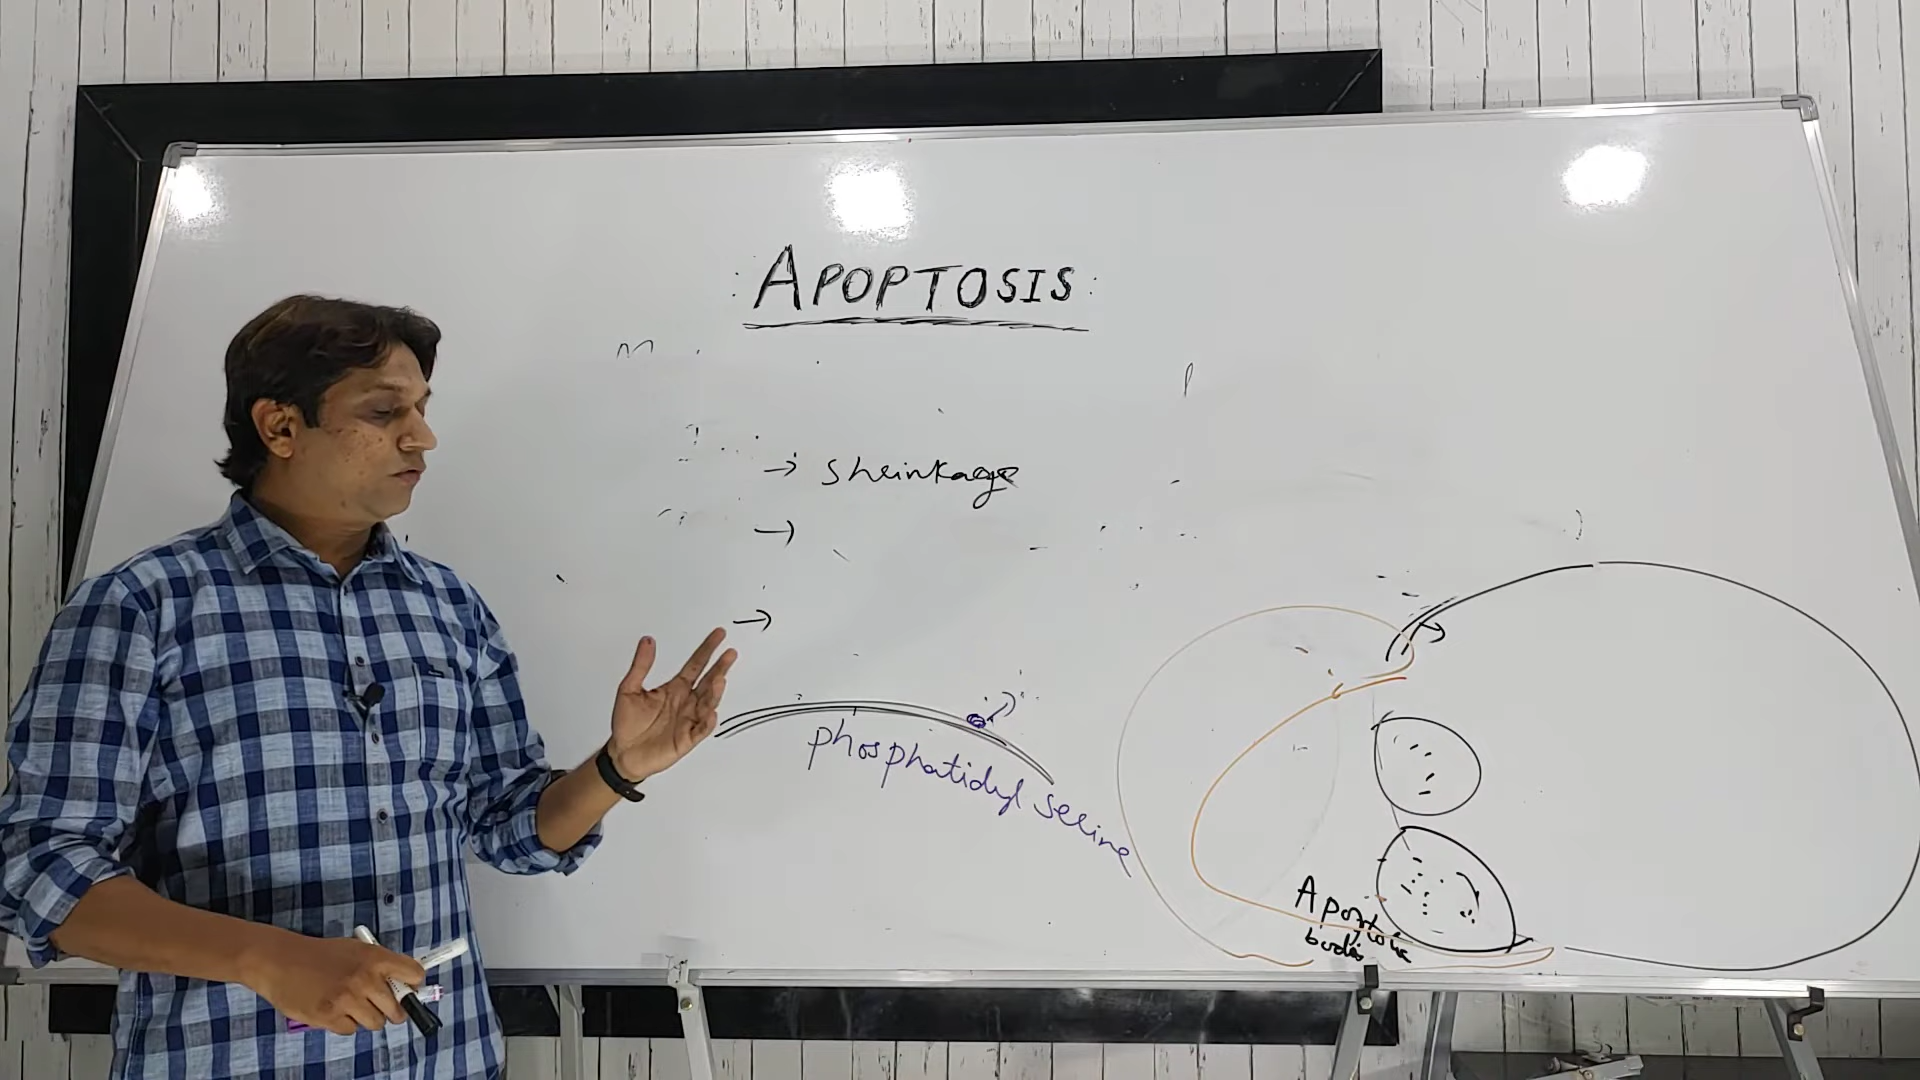 APOPTOSIS
→ Shrinkage
→
→
phosphatidyl serine
Apoptotic
bodies